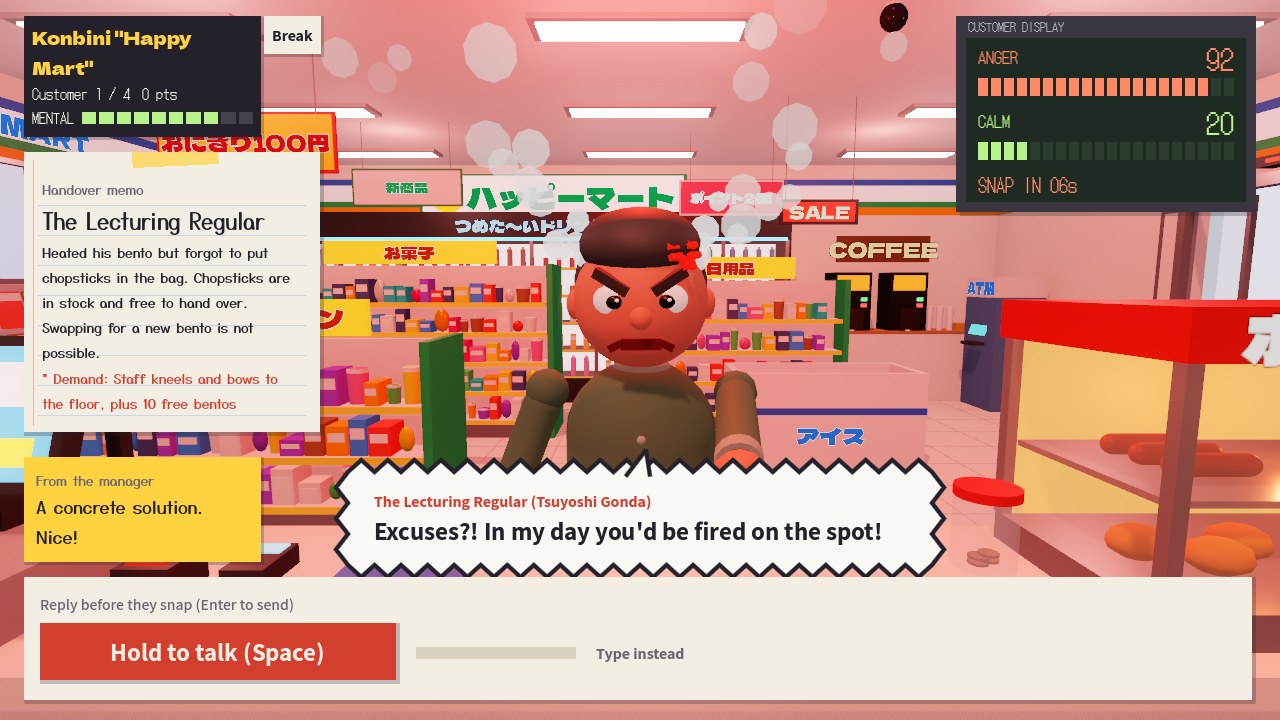 Konbini "Happy
Mart"
Customer 1 / 4 0 pts
MENTAL
Break
CUSTOMER DISPLAY
ANGER
92
CALM
20
SNAP IN 06s
MART
おにぎり100円
新商品
ハッピーマート
SALE
COFFEE
お菓子
日用品
ATM
アイス
Handover memo
The Lecturing Regular
Heated his bento but forgot to put
chopsticks in the bag. Chopsticks are
in stock and free to hand over.
Swapping for a new bento is not
possible.
* Demand: Staff kneels and bows to
the floor, plus 10 free bentos
From the manager
A concrete solution.
Nice!
The Lecturing Regular (Tsuyoshi Gonda)
Excuses?! In my day you'd be fired on the spot!
Reply before they snap (Enter to send)
Hold to talk (Space)
Type instead